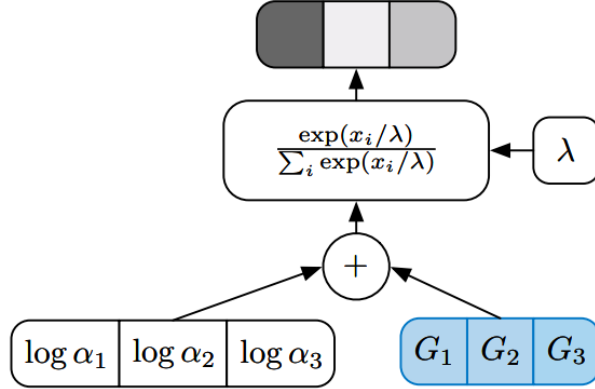 exp(x_i/λ)
∑_i exp(x_i/λ)
λ
+
log α_1 log α_2 log α_3 G_1 G_2 G_3